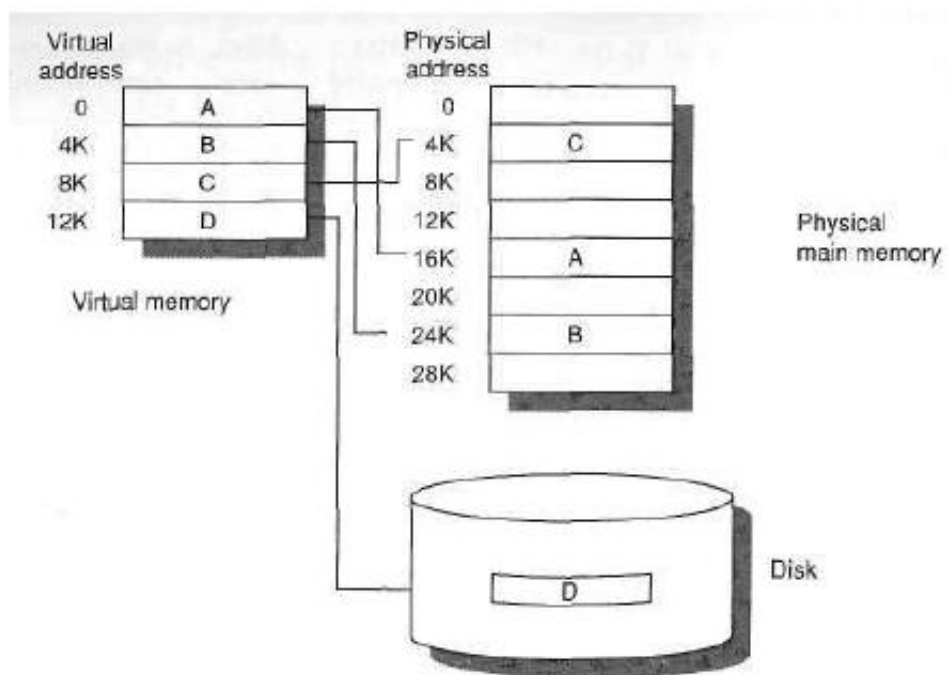 Virtual
address
0
A
4K
B
8K
C
12K
D
Virtual memory
Physical
address
0
4K
C
8K
12K
16K
A
20K
24K
B
28K
Physical
main memory
D
Disk